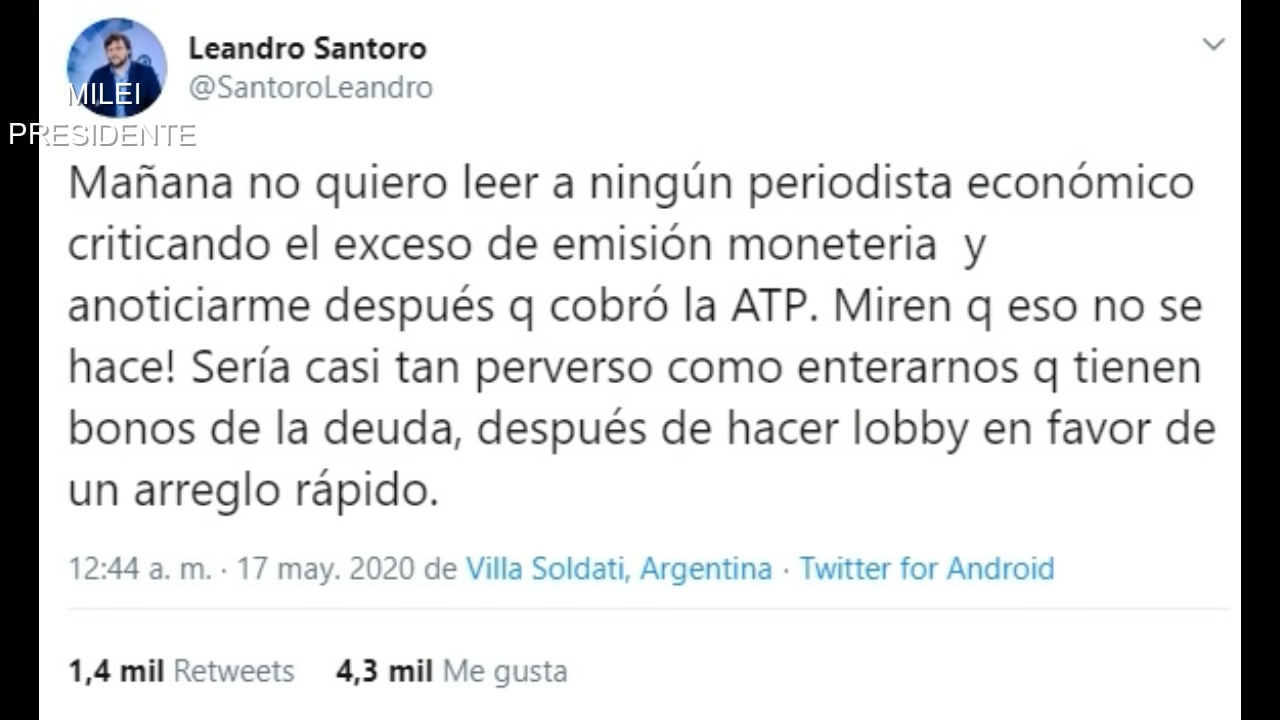 Leandro Santoro
@SantoroLeandro
MILEI
PRESIDENTE
Mañana no quiero leer a ningún periodista económico
criticando el exceso de emisión moneteria y
anoticiarme después q cobró la ATP. Miren q eso no se
hace! Sería casi tan perverso como enterarnos q tienen
bonos de la deuda, después de hacer lobby en favor de
un arreglo rápido.
12:44 a. m. · 17 may. 2020 de Villa Soldati, Argentina · Twitter for Android
1,4 mil Retweets 4,3 mil Me gusta